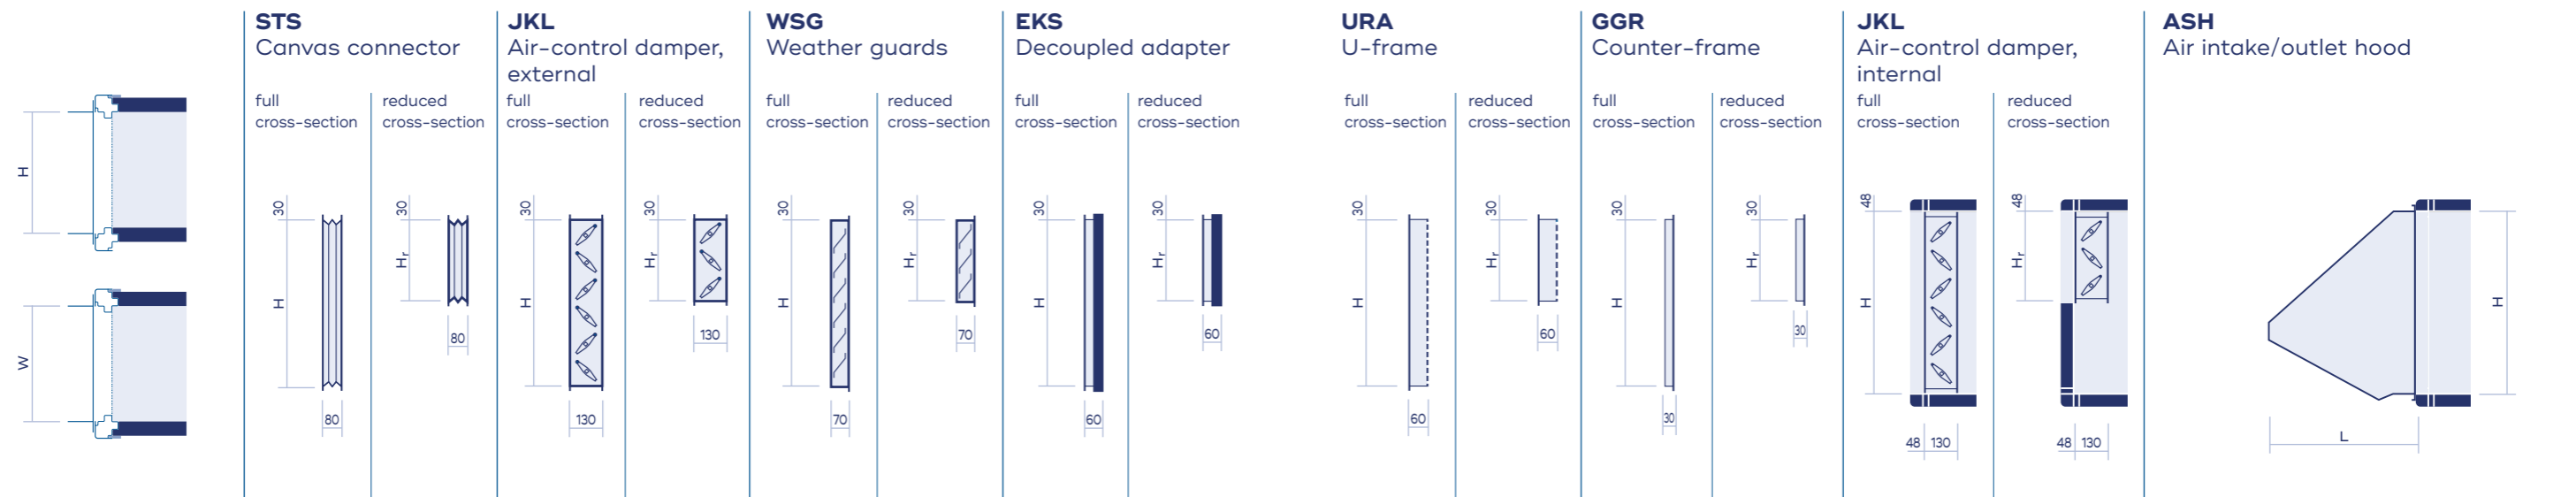 H
W
STS
Canvas connector
full
cross-section
reduced
cross-section
30
H
80
30
Hr
80
JKL
Air-control damper,
external
full
cross-section
reduced
cross-section
30
H
130
30
Hr
130
WSG
Weather guards
full
cross-section
reduced
cross-section
30
H
70
30
Hr
70
EKS
Decoupled adapter
full
cross-section
reduced
cross-section
30
H
60
30
Hr
60
URA
U-frame
full
cross-section
reduced
cross-section
30
H
60
30
Hr
60
GGR
Counter-frame
full
cross-section
reduced
cross-section
30
H
30
30
Hr
30
JKL
Air-control damper,
internal
full
cross-section
reduced
cross-section
48
H
48 130
48
Hr
48 130
ASH
Air intake/outlet hood
H
L